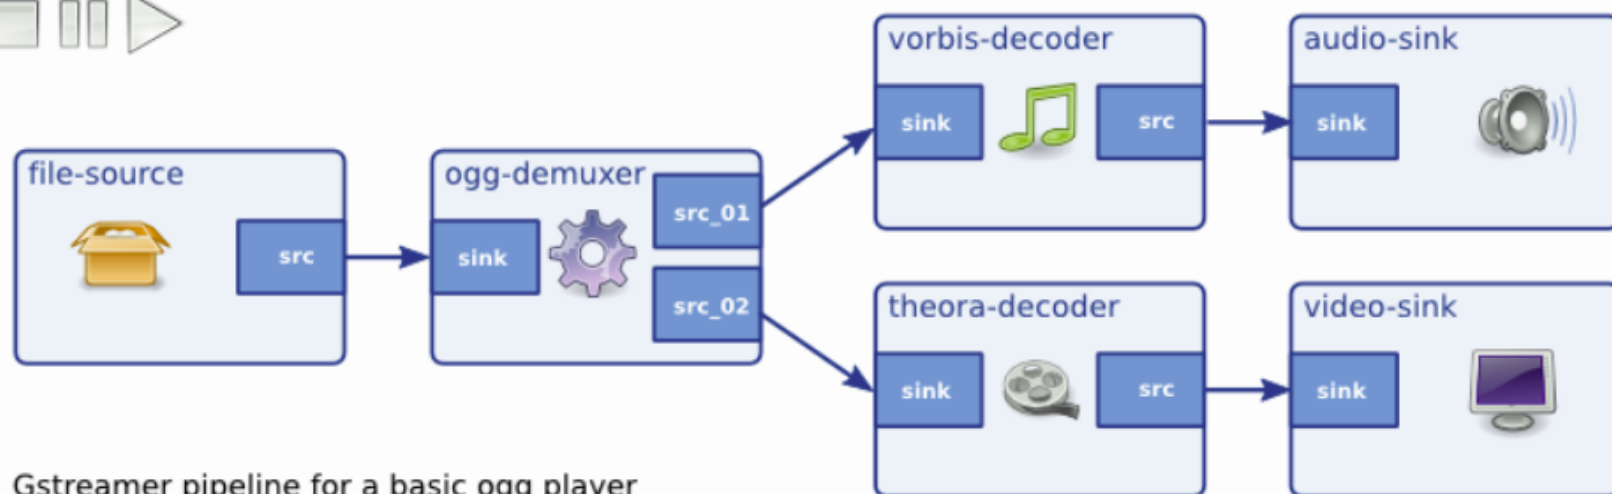 vorbis-decoder
sink
src
audio-sink
sink
file-source
src
ogg-demuxer
sink
src_01
src_02
theora-decoder
sink
src
video-sink
sink
Gstreamer pipeline for a basic ogg player